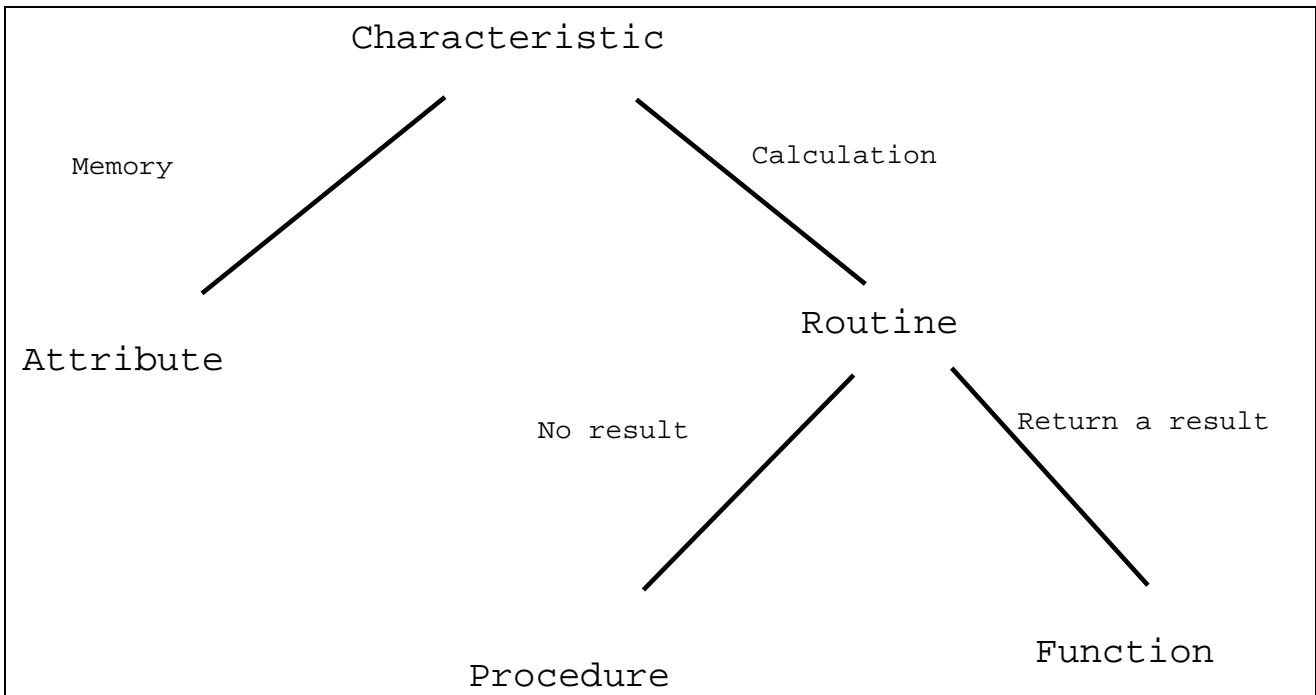 Characteristic
Memory
Calculation
Attribute
Routine
No result
Return a result
Procedure
Function